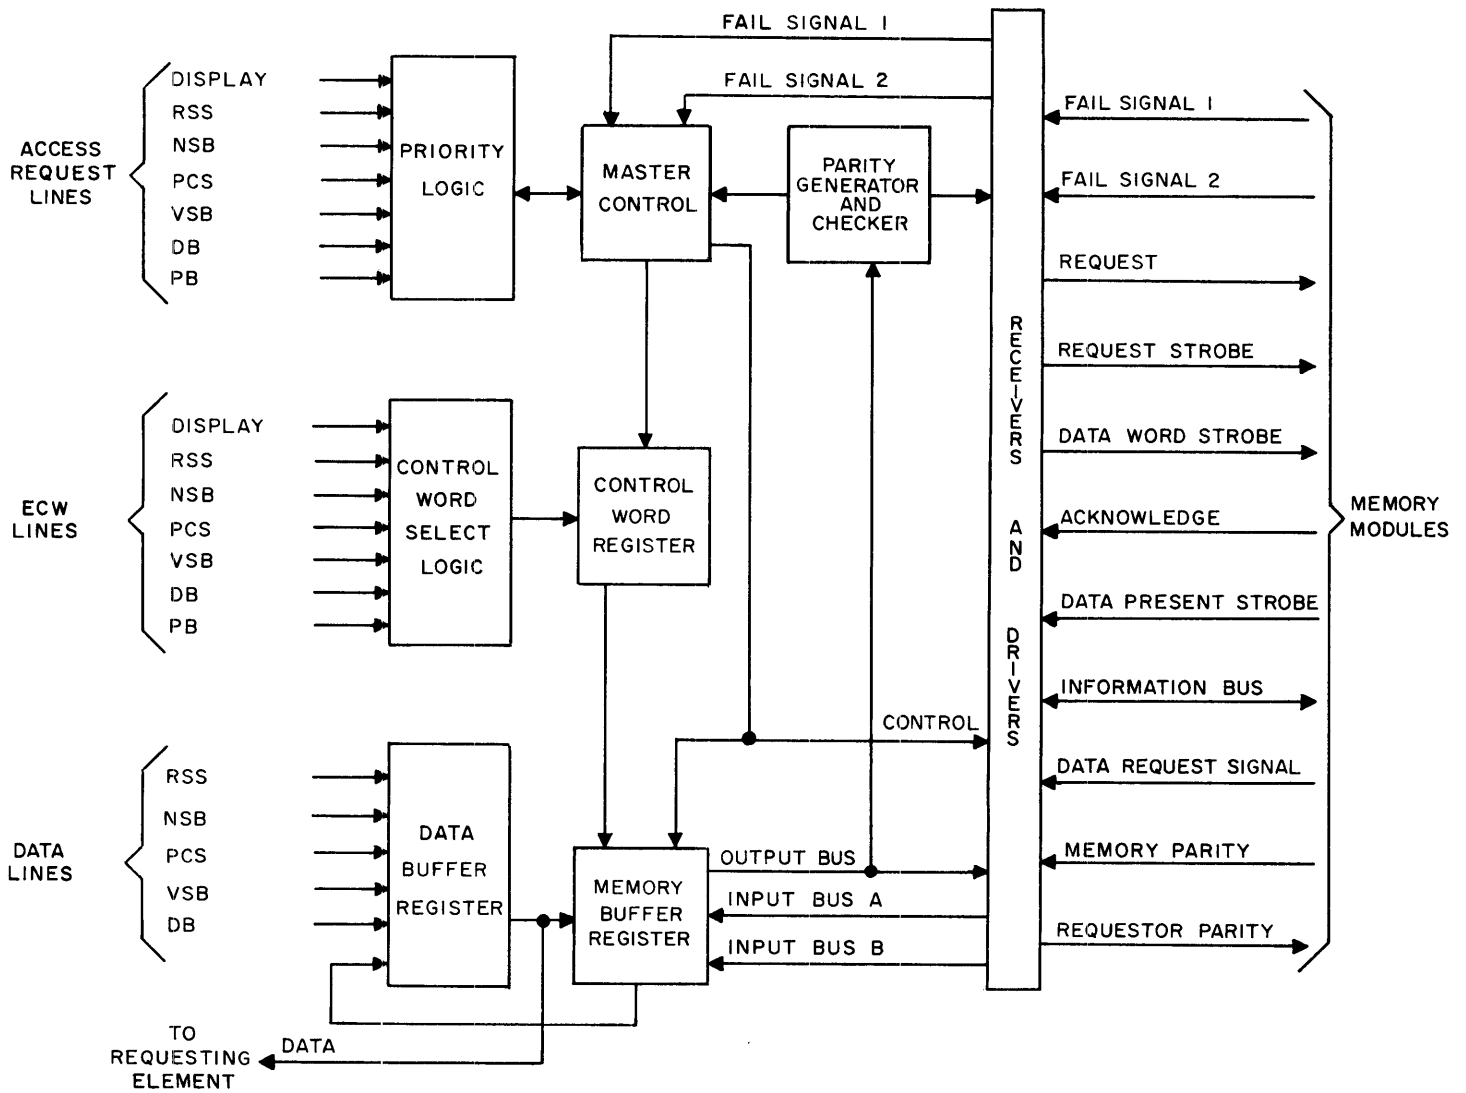 FAIL SIGNAL 1
FAIL SIGNAL 2
ACCESS
REQUEST
LINES
DISPLAY
RSS
NSB
PCS
VSB
DB
PB
PRIORITY
LOGIC
MASTER
CONTROL
PARITY
GENERATOR
AND
CHECKER
ECW
LINES
DISPLAY
RSS
NSB
PCS
VSB
DB
PB
CONTROL
WORD
SELECT
LOGIC
CONTROL
WORD
REGISTER
DATA
LINES
RSS
NSB
PCS
VSB
DB
DATA
BUFFER
REGISTER
MEMORY
BUFFER
REGISTER
CONTROL
OUTPUT BUS
INPUT BUS A
INPUT BUS B
TO
REQUESTING
ELEMENT
DATA
RECEIVERS AND DRIVERS
FAIL SIGNAL 1
FAIL SIGNAL 2
REQUEST
REQUEST STROBE
DATA WORD STROBE
ACKNOWLEDGE
DATA PRESENT STROBE
INFORMATION BUS
DATA REQUEST SIGNAL
MEMORY PARITY
REQUESTOR PARITY
MEMORY
MODULES